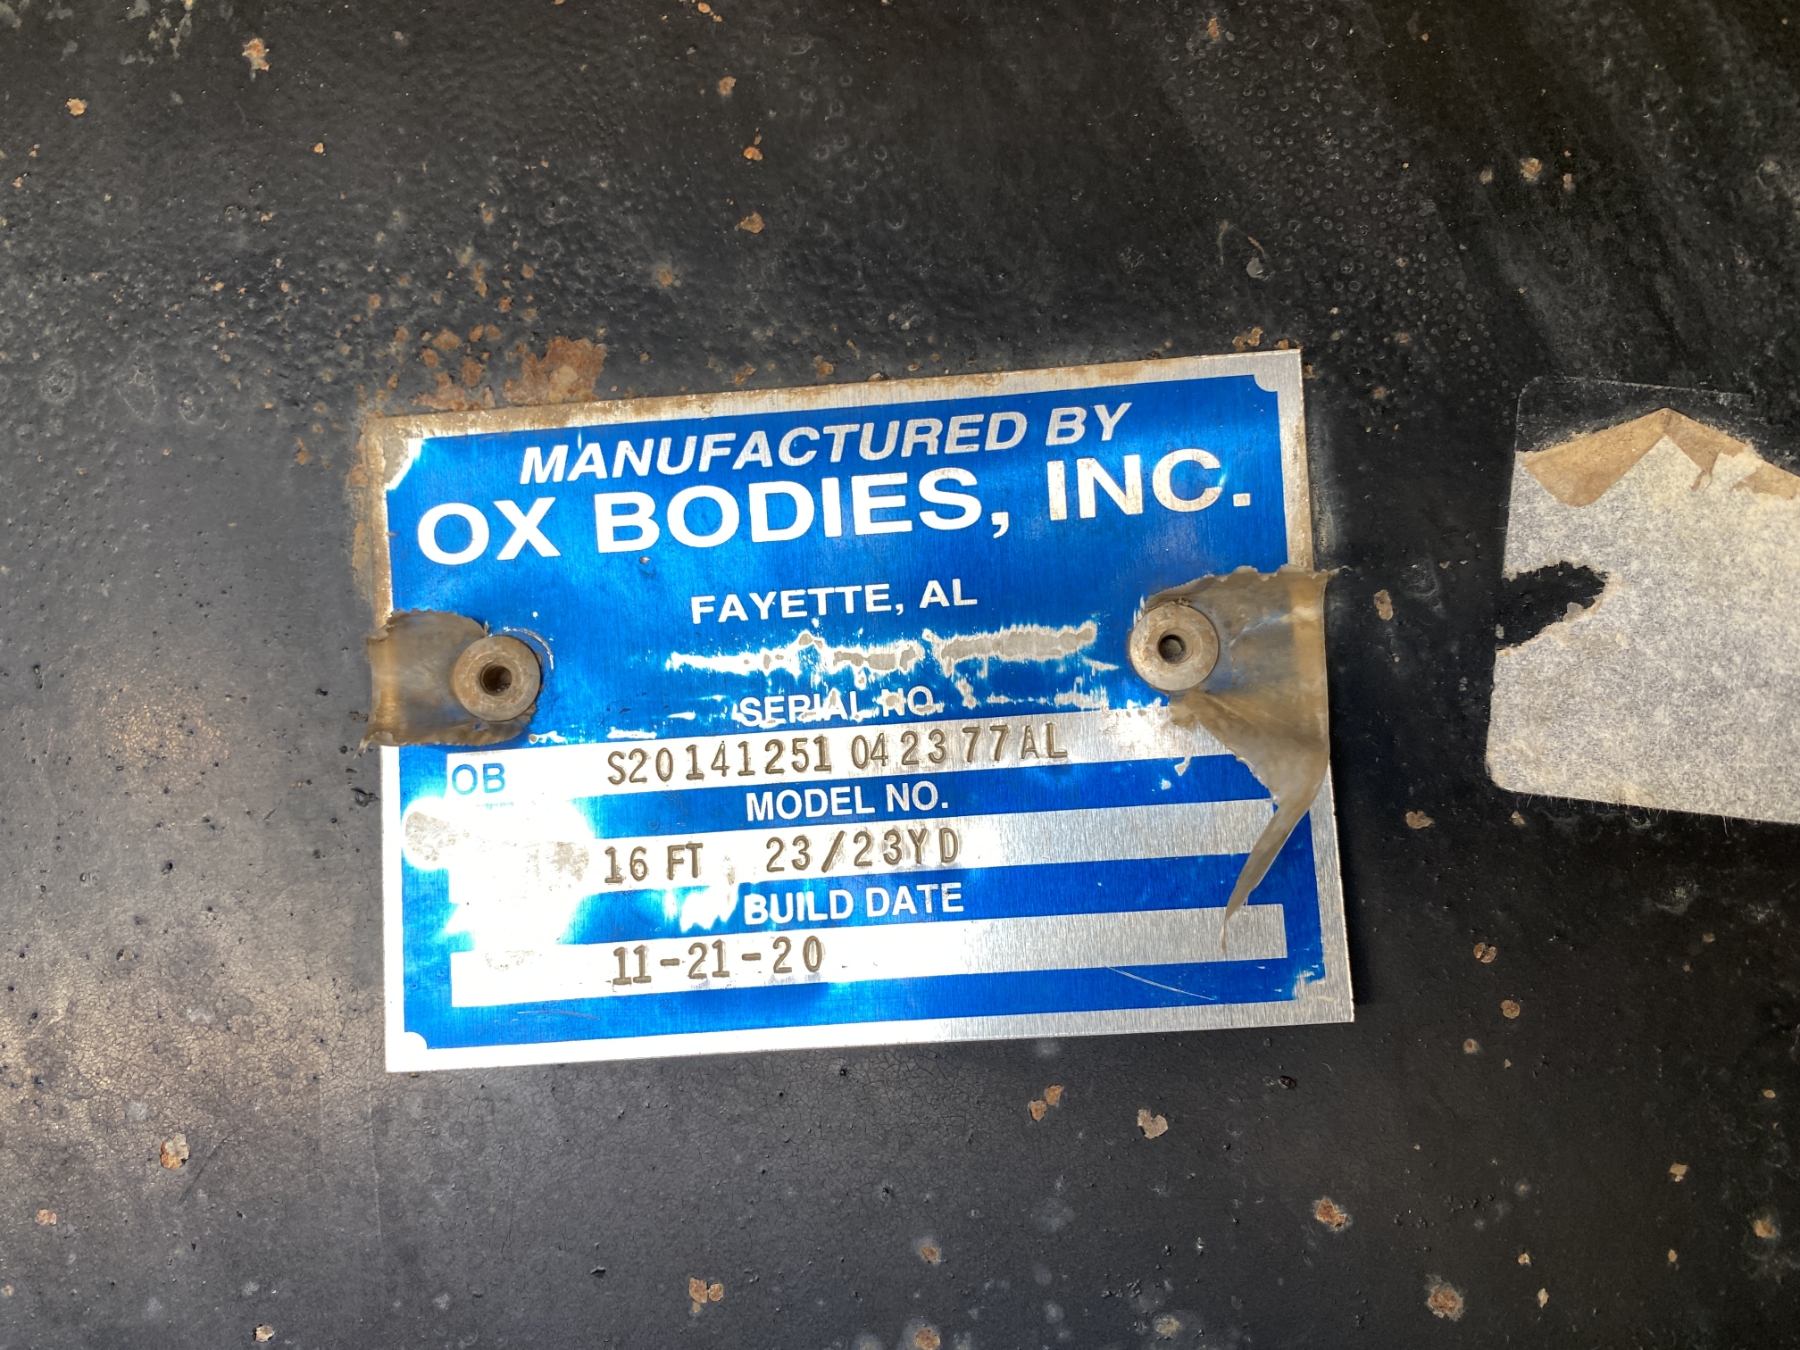 MANUFACTURED BY
OX BODIES, INC.
FAYETTE, AL
SERIAL NO.
OB S20141251 042377AL
MODEL NO.
16 FT 23/23YD
BUILD DATE
11-21-20